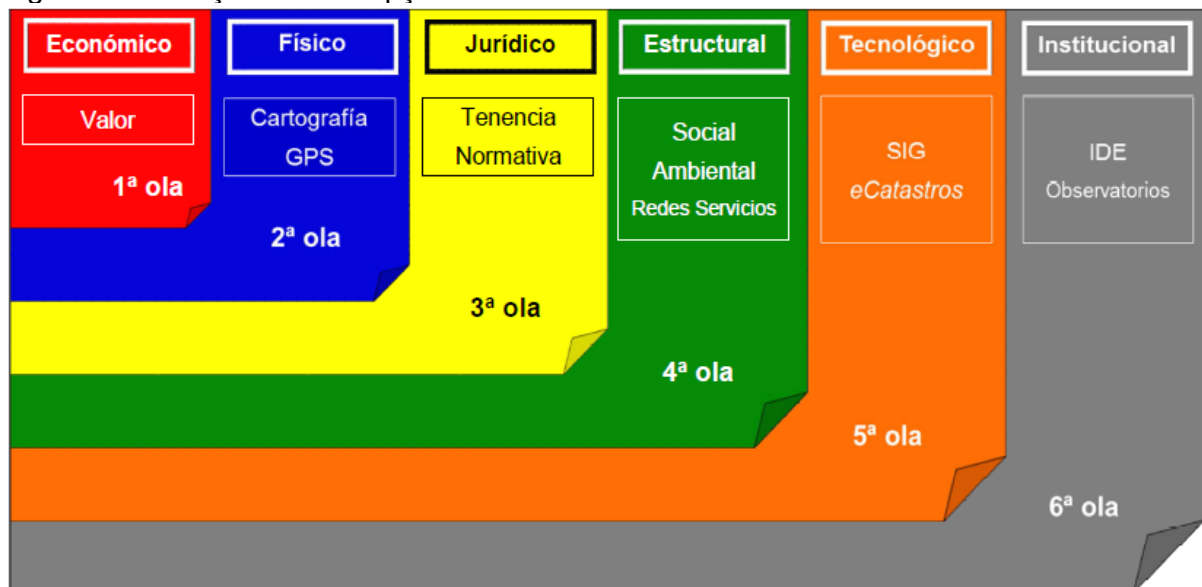 Económico
Valor
1ª ola
Físico
Cartografía
GPS
2ª ola
Jurídico
Tenencia
Normativa
3ª ola
Estructural
Social
Ambiental
Redes Servicios
4ª ola
Tecnológico
SIG
eCatastros
5ª ola
Institucional
IDE
Observatorios
6ª ola